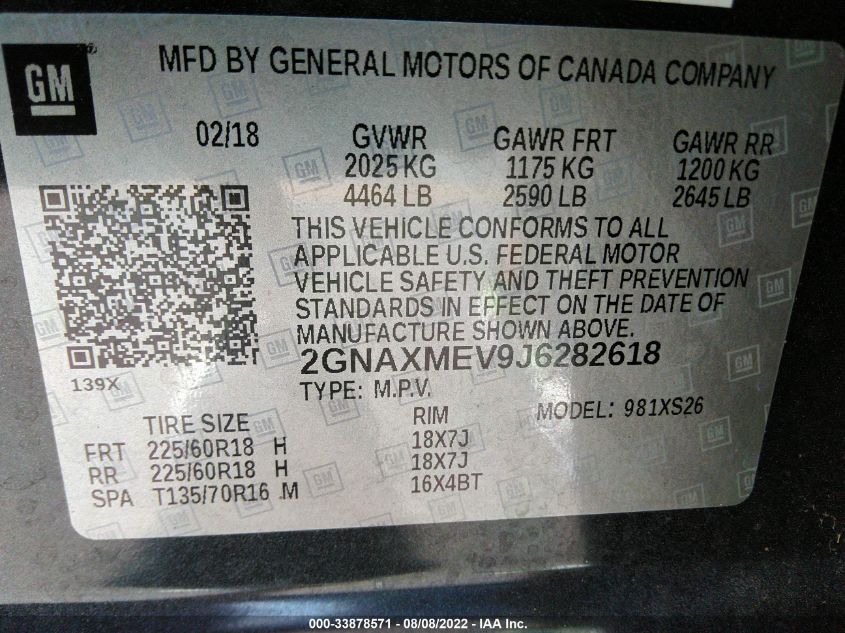 GM
MFD BY GENERAL MOTORS OF CANADA COMPANY
02/18 GVWR GAWR FRT GAWR RR
2025 KG 1175 KG 1200 KG
4464 LB 2590 LB 2645 LB
THIS VEHICLE CONFORMS TO ALL
APPLICABLE U.S. FEDERAL MOTOR
VEHICLE SAFETY AND THEFT PREVENTION
STANDARDS IN EFFECT ON THE DATE OF
MANUFACTURE SHOWN ABOVE.
2GNAXMEV9J6282618
139X
TYPE: M.P.V.
MODEL: 981XS26
TIRE SIZE RIM
FRT 225/60R18 H 18X7J
RR 225/60R18 H 18X7J
SPA T135/70R16 M 16X4BT
000-33878571 - 08/08/2022 - IAA Inc.